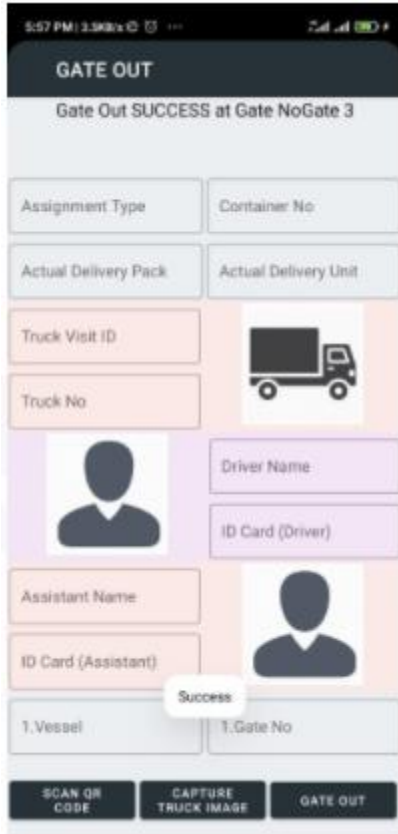 5:57 PM | 3.5KB/s
GATE OUT
Gate Out SUCCESS at Gate NoGate 3
Assignment Type
Container No
Actual Delivery Pack
Actual Delivery Unit
Truck Visit ID
Truck No
Driver Name
ID Card (Driver)
Assistant Name
ID Card (Assistant)
Success
1.Vessel
1.Gate No
SCAN QR
CODE
CAPTURE
TRUCK IMAGE
GATE OUT